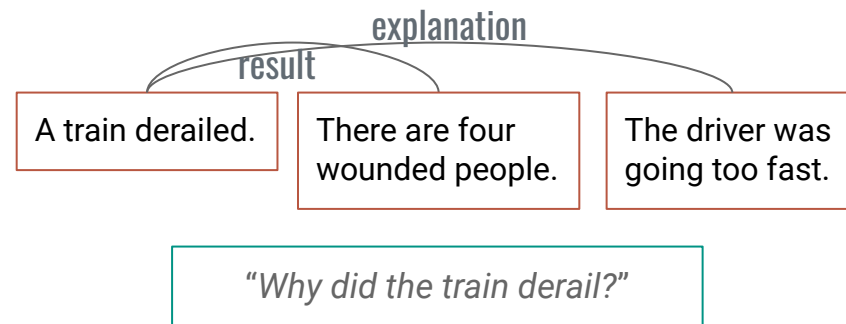 explanation
result
A train derailed.
There are four
wounded people.
The driver was
going too fast.
“Why did the train derail?”